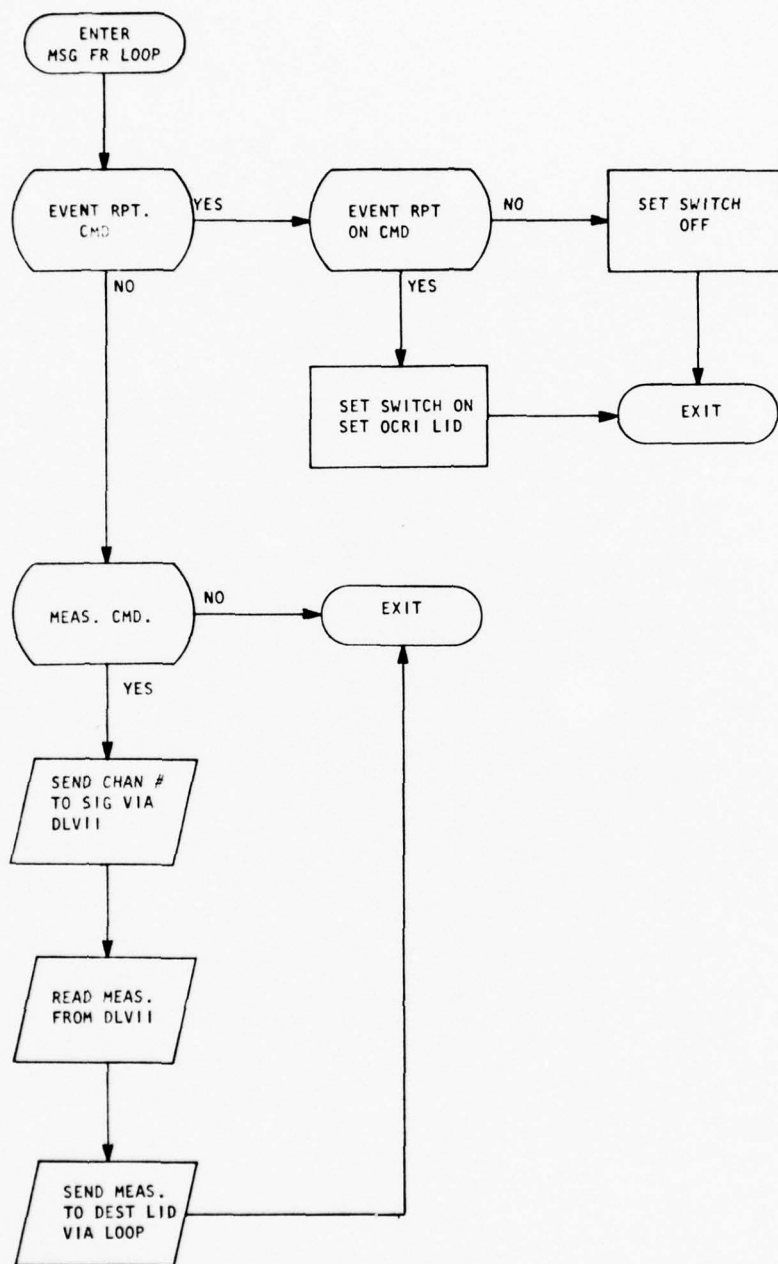 ENTER
MSG FR LOOP
EVENT RPT.
CMD
YES
EVENT RPT
ON CMD
NO
SET SWITCH
OFF
NO
YES
SET SWITCH ON
SET OCRI LID
EXIT
MEAS. CMD.
NO
EXIT
YES
SEND CHAN #
TO SIG VIA
DLVII
READ MEAS.
FROM DLVII
SEND MEAS.
TO DEST LID
VIA LOOP